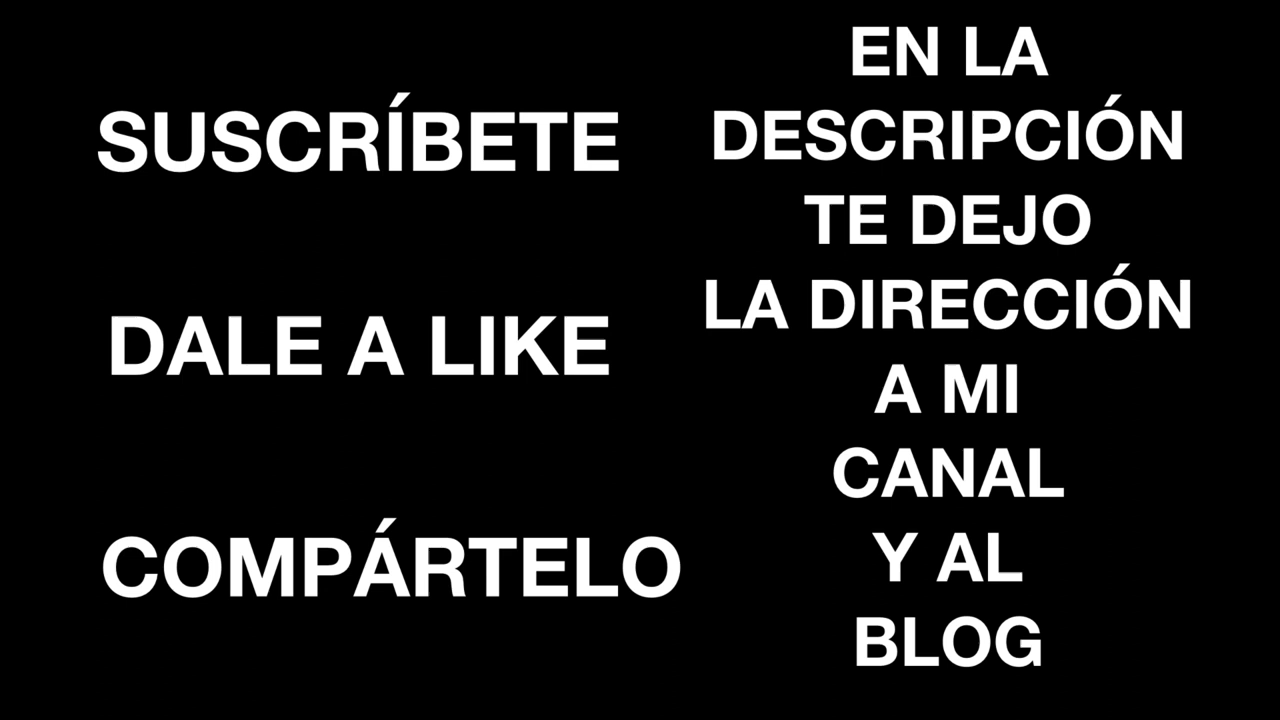 SUSCRÍBETE
DALE A LIKE
COMPÁRTELO
EN LA
DESCRIPCIÓN
TE DEJO
LA DIRECCIÓN
A MI
CANAL
Y AL
BLOG